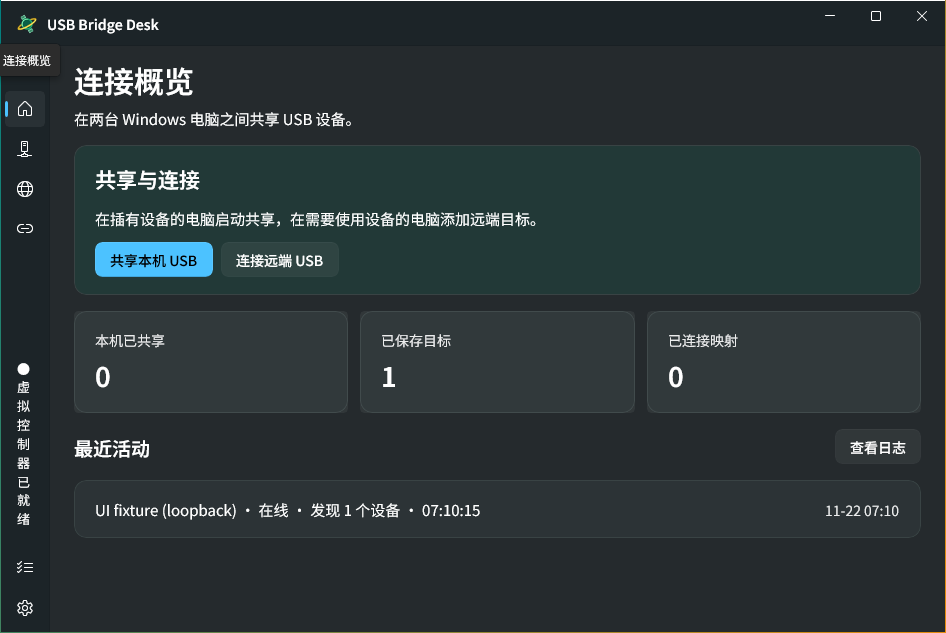 USB Bridge Desk
连接概览
连接概览
在两台 Windows 电脑之间共享 USB 设备。
共享与连接
在插有设备的电脑启动共享，在需要使用设备的电脑添加远端目标。
共享本机 USB
连接远端 USB
本机已共享
0
已保存目标
1
已连接映射
0
最近活动
查看日志
UI fixture (loopback) · 在线 · 发现 1 个设备 · 07:10:15
11-22 07:10
虚
拟
控
制
器
已
就
绪